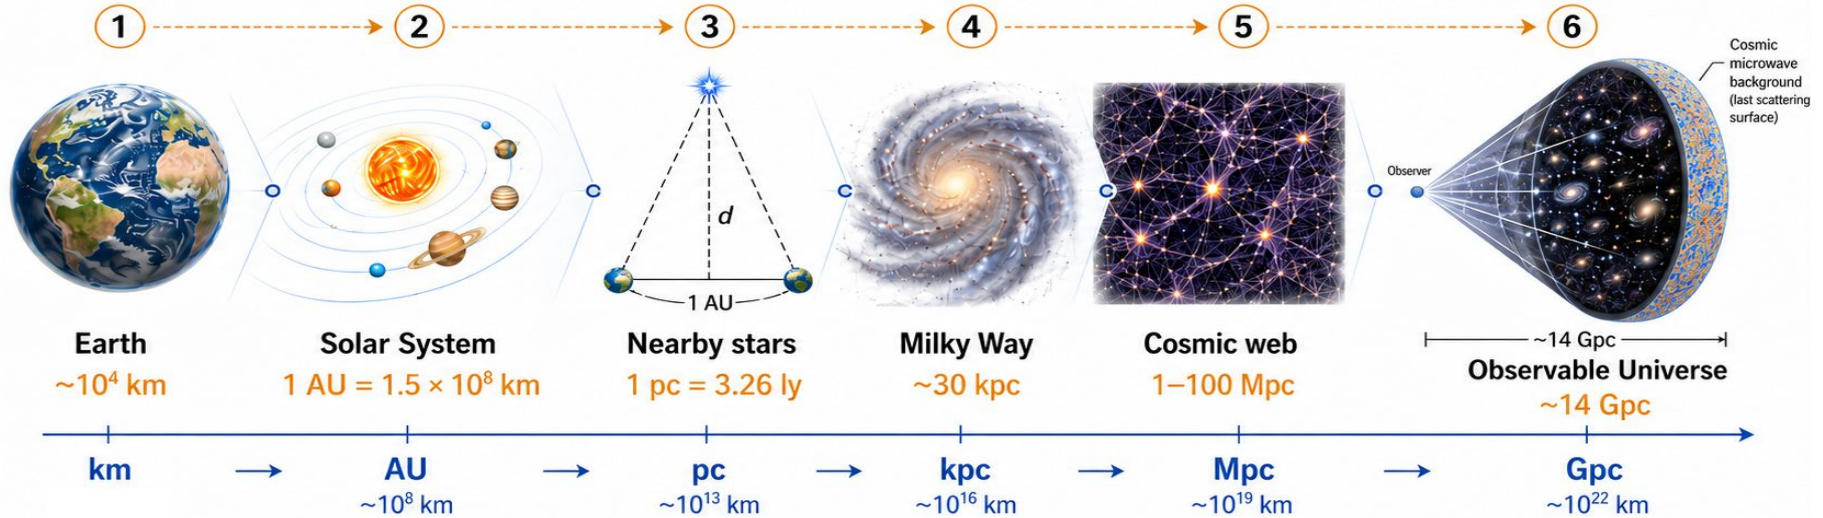 1
2
3
4
5
6
Cosmic
microwave
background
(last scattering
surface)
Observer
d
1 AU
~14 Gpc
Earth
~10⁴ km
Solar System
1 AU = 1.5 × 10⁸ km
Nearby stars
1 pc = 3.26 ly
Milky Way
~30 kpc
Cosmic web
1–100 Mpc
Observable Universe
~14 Gpc
km
AU
~10⁸ km
pc
~10¹³ km
kpc
~10¹⁶ km
Mpc
~10¹⁹ km
Gpc
~10²² km